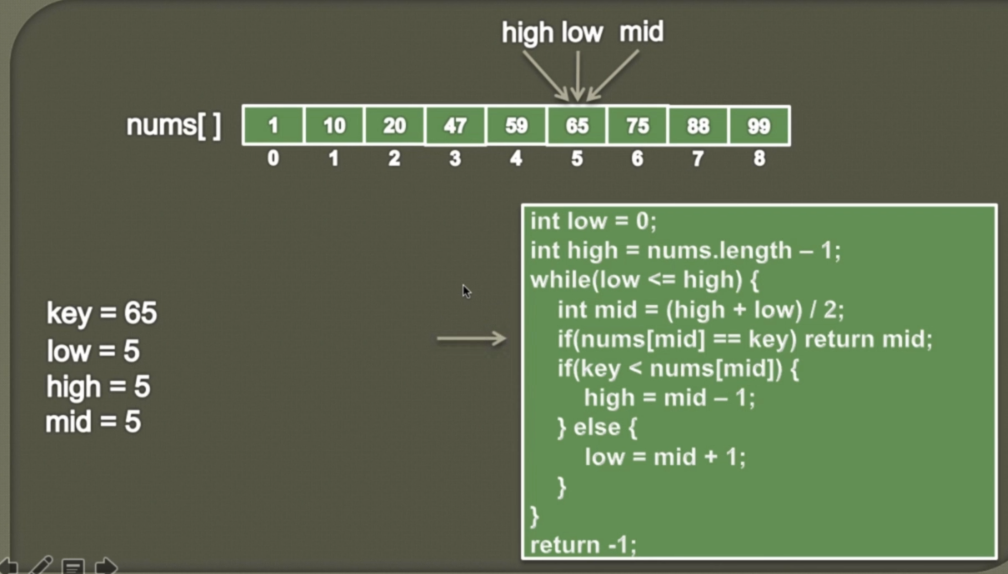 high low mid
nums[ ] 1 10 20 47 59 65 75 88 99
0 1 2 3 4 5 6 7 8
key = 65
low = 5
high = 5
mid = 5
int low = 0;
int high = nums.length – 1;
while(low <= high) {
int mid = (high + low) / 2;
if(nums[mid] == key) return mid;
if(key < nums[mid]) {
high = mid – 1;
} else {
low = mid + 1;
}
}
return -1;